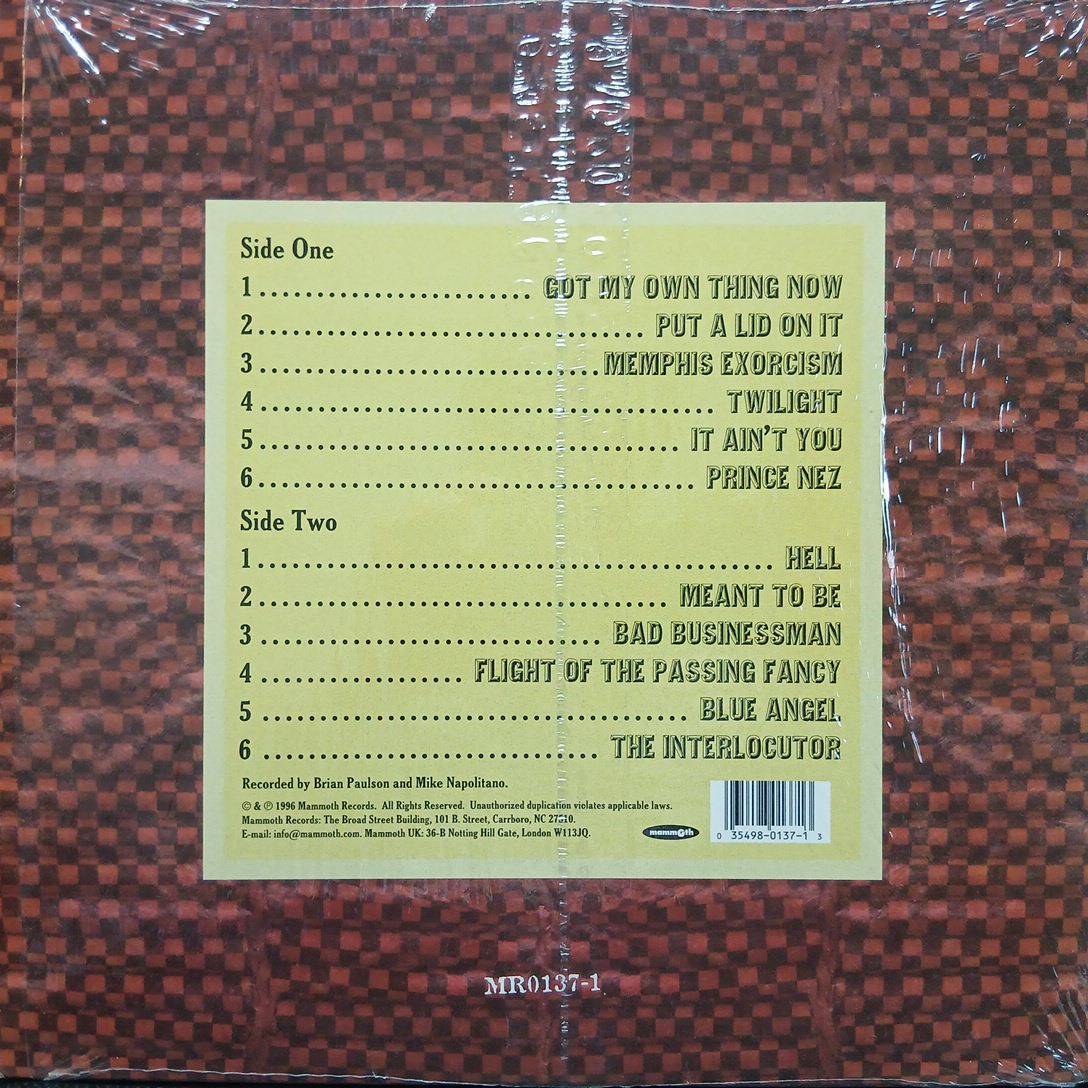 Side One
1 .......................... GOT MY OWN THING NOW
2 ..................................... PUT A LID ON IT
3 ................................. MEMPHIS EXORCISM
4 ............................................ TWILIGHT
5 ........................................ IT AIN'T YOU
6 .......................................... PRINCE NEZ
Side Two
1 .................................................. HELL
2 ....................................... MEANT TO BE
3 ................................. BAD BUSINESSMAN
4 ................... FLIGHT OF THE PASSING FANCY
5 ......................................... BLUE ANGEL
6 ................................ THE INTERLOCUTOR
Recorded by Brian Paulson and Mike Napolitano.
© & ℗ 1996 Mammoth Records. All Rights Reserved. Unauthorized duplication violates applicable laws.
Mammoth Records: The Broad Street Building, 101 B. Street, Carrboro, NC 27510.
E-mail: info@mammoth.com. Mammoth UK: 36-B Notting Hill Gate, London W113JQ.
mammoth
0 35498-0137-1 3
MR0137-1